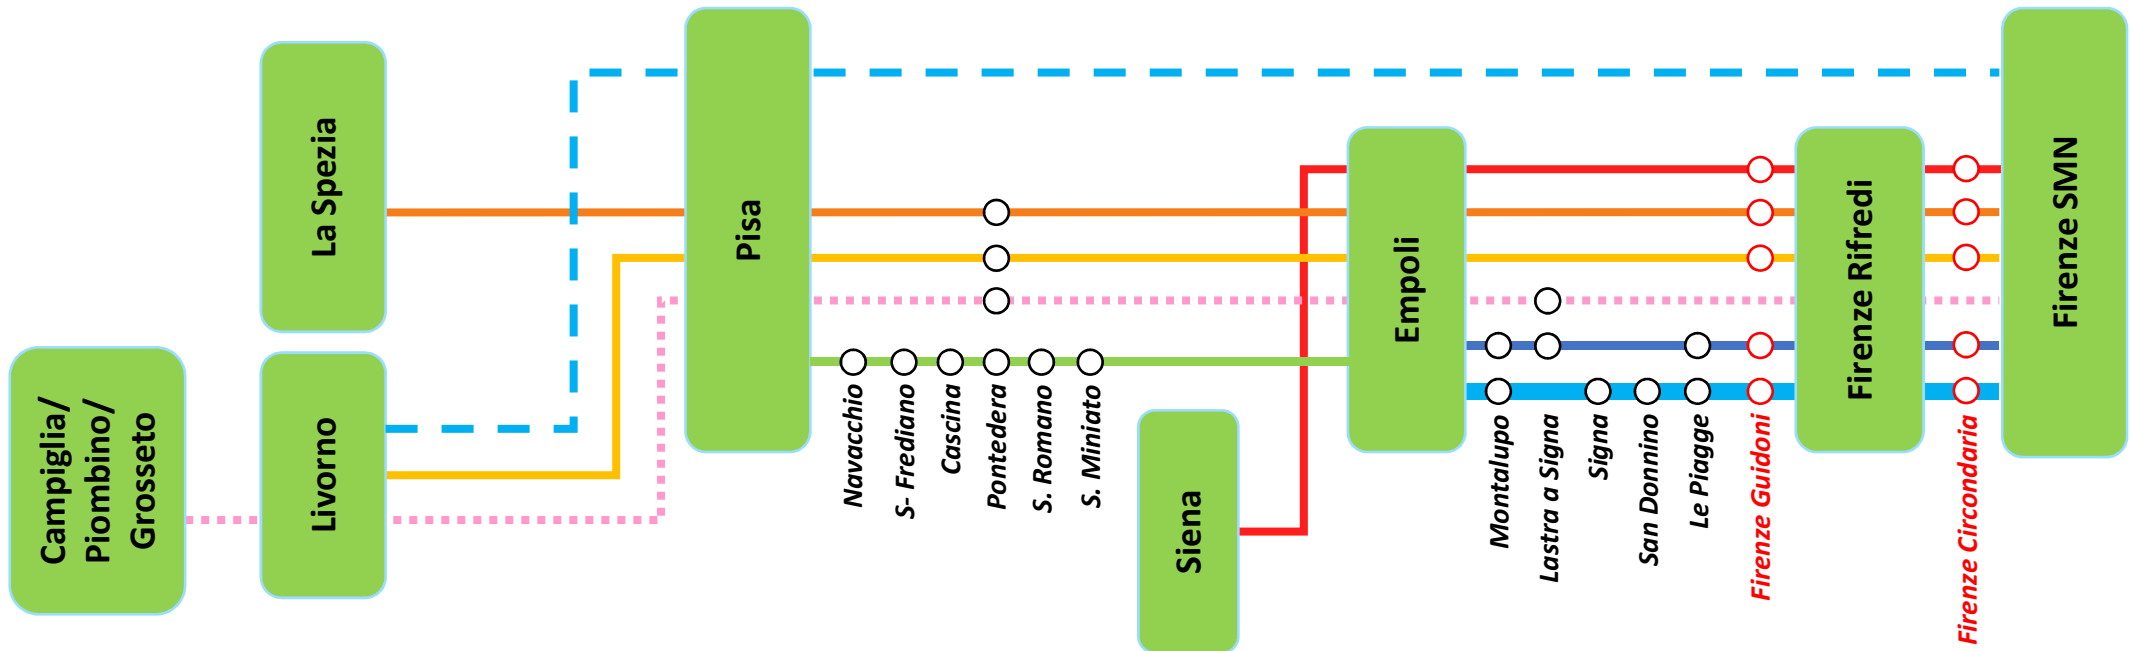 Campiglia/
Piombino/
Grosseto
La Spezia
Livorno
Pisa
Navacchio
S- Frediano
Cascina
Pontedera
S. Romano
S. Miniato
Siena
Empoli
Montalupo
Lastra a Signa
Signa
San Donnino
Le Piagge
Firenze Guidoni
Firenze Rifredi
Firenze Circondaria
Firenze SMN